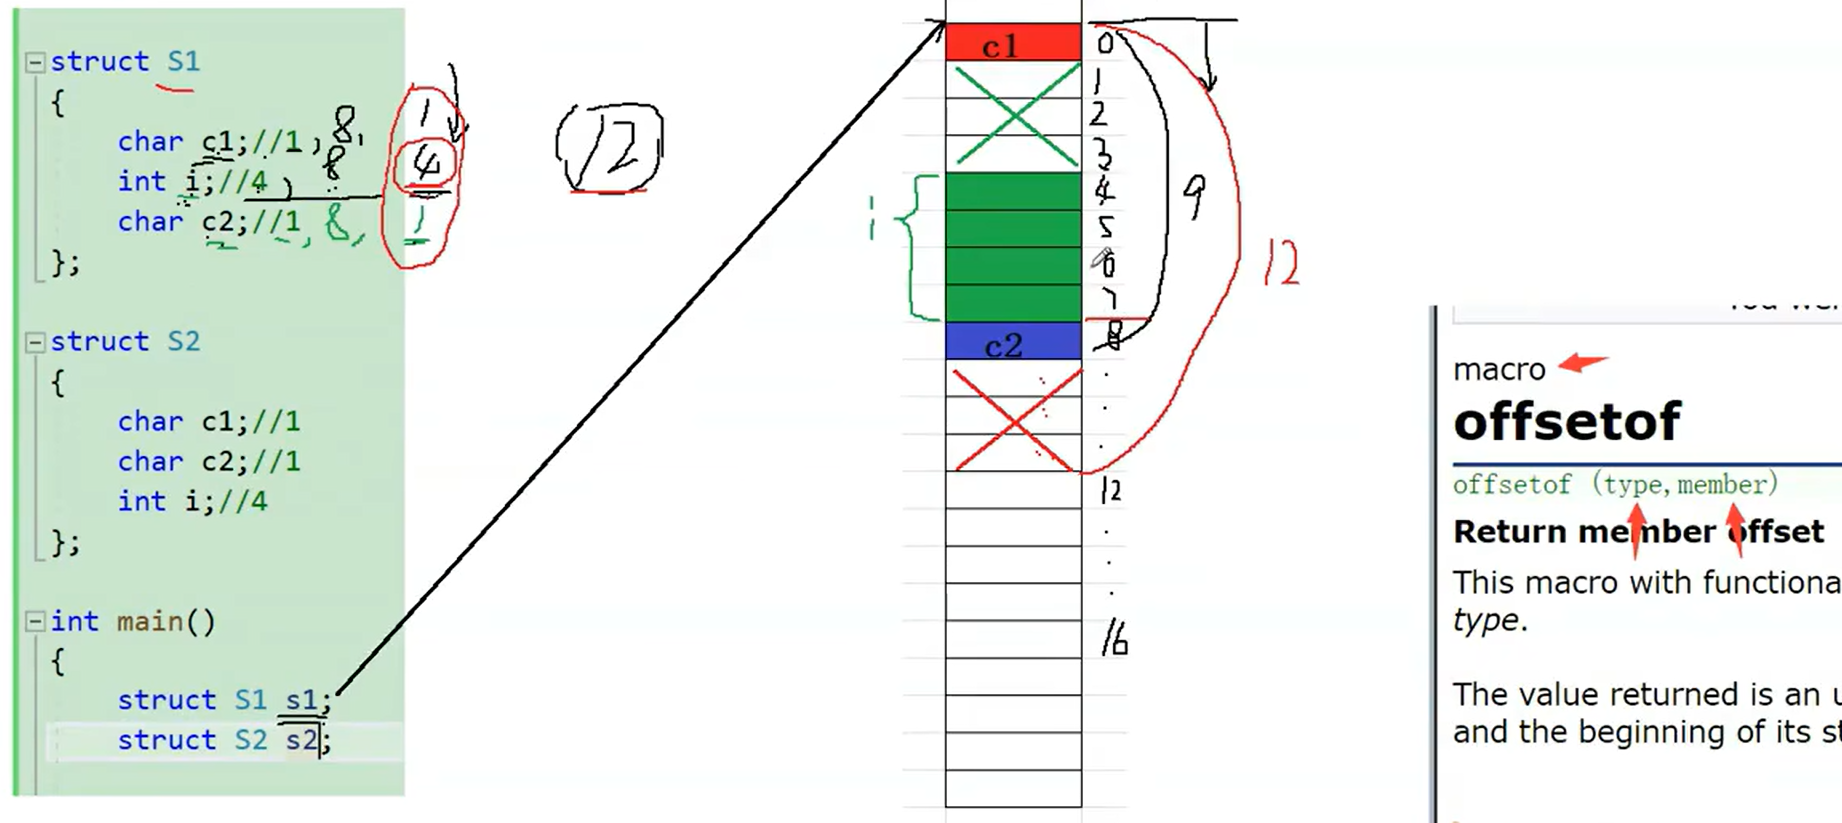 struct S1
{
char c1;//1, 8, 1
int i;//4, 8 4
char c2;//1, 8, 1
};
struct S2
{
char c1;//1
char c2;//1
int i;//4
};
int main()
{
struct S1 s1;
struct S2 s2;
12
c1
i
c2
0
1
2
3
4
5
6
7
8
12
16
9
12
macro
offsetof
offsetof (type,member)
Return member offset
This macro with functiona
type.
The value returned is an u
and the beginning of its st